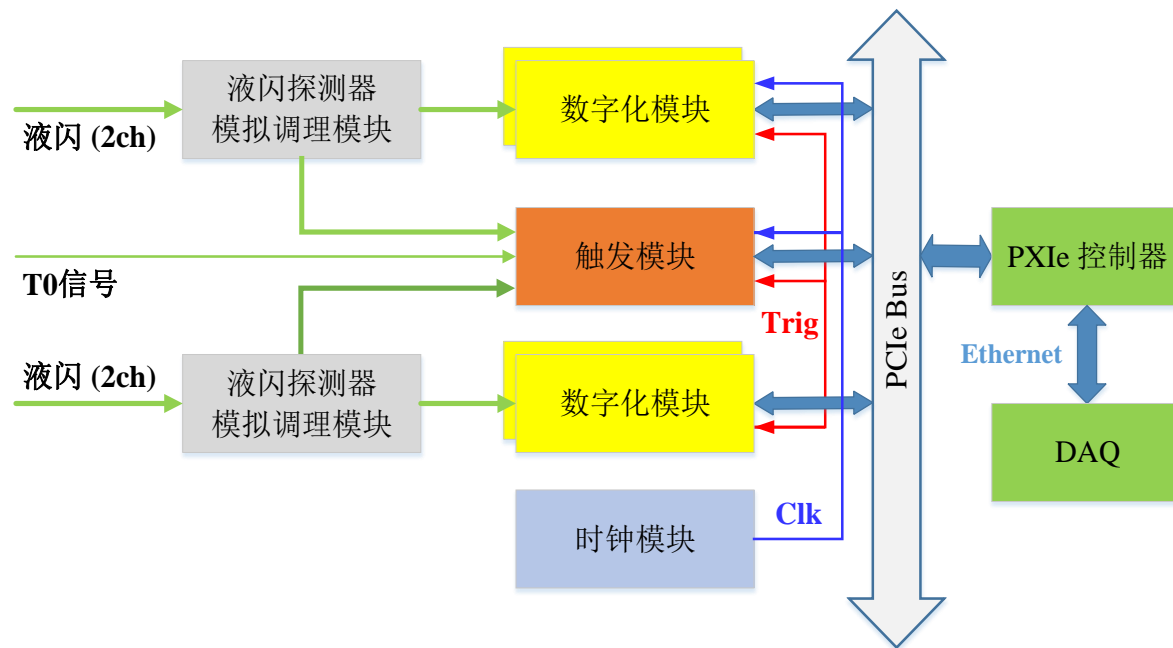 液闪探测器
模拟调理模块
数字化模块
液闪 (2ch)
触发模块
PXIe 控制器
T0信号
Trig
PCIe Bus
Ethernet
液闪 (2ch)
液闪探测器
模拟调理模块
数字化模块
DAQ
Clk
时钟模块